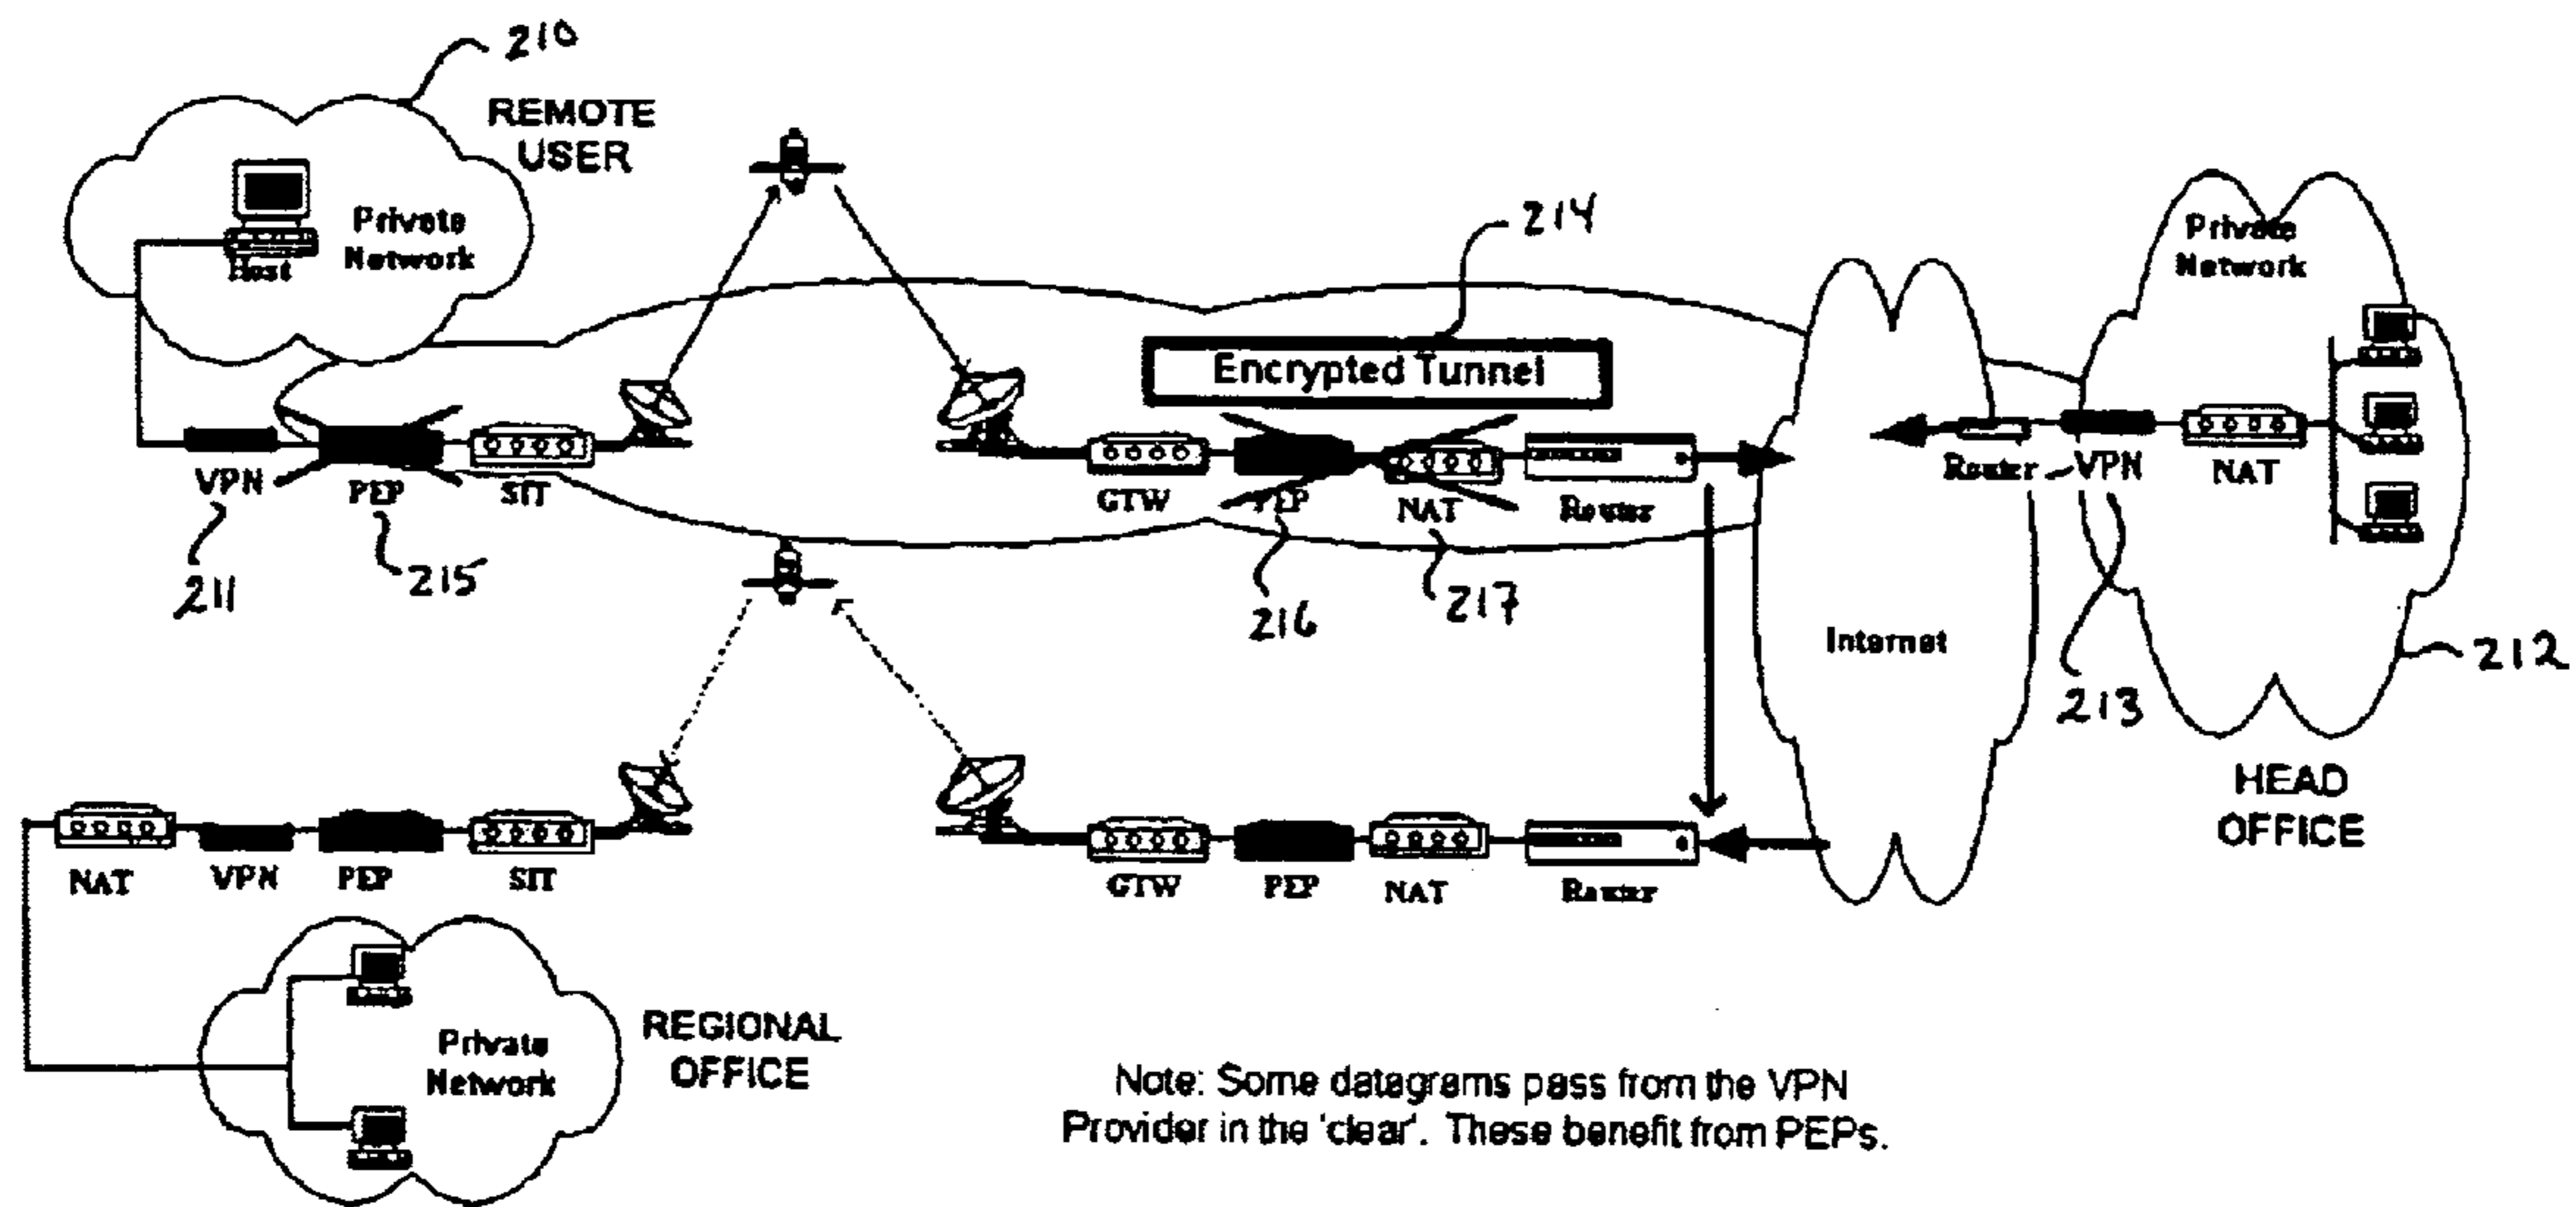 210
REMOTE
USER
Private
Network
Host
214
Private
Network
Encrypted Tunnel
VPN
PEP
SIT
GTW
PEP
NAT
Router
Router
VPN
NAT
211
215
216
217
Internet
213
212
HEAD
OFFICE
NAT
VPN
PEP
SIT
GTW
PEP
NAT
Router
Private
Network
REGIONAL
OFFICE
Note: Some datagrams pass from the VPN
Provider in the 'clear'. These benefit from PEPs.